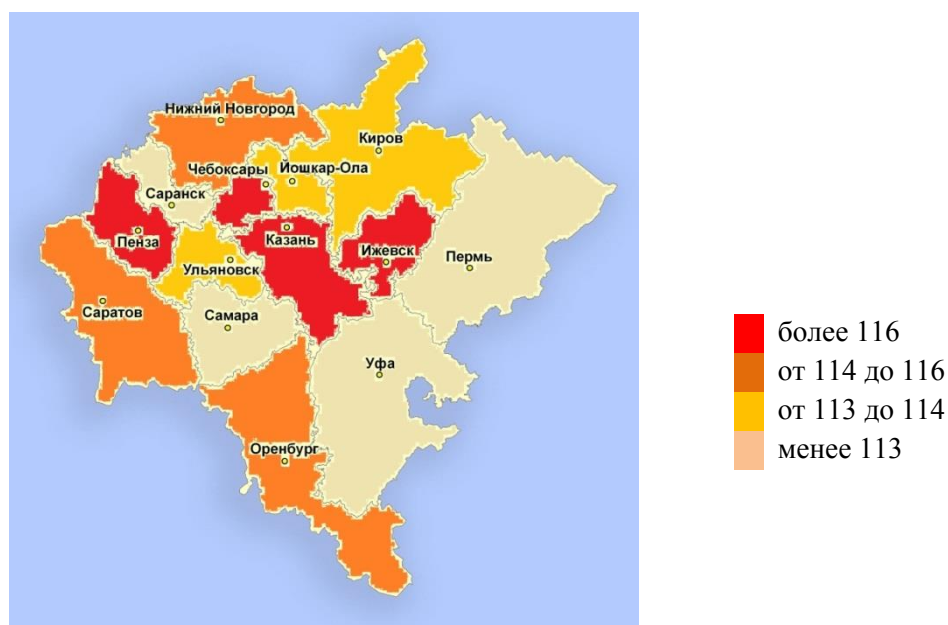 Нижний Новгород
Киров
Чебоксары
Йошкар-Ола
Саранск
Пенза
Казань
Ижевск
Пермь
Ульяновск
Саратов
Самара
Уфа
Оренбург
более 116
от 114 до 116
от 113 до 114
менее 113